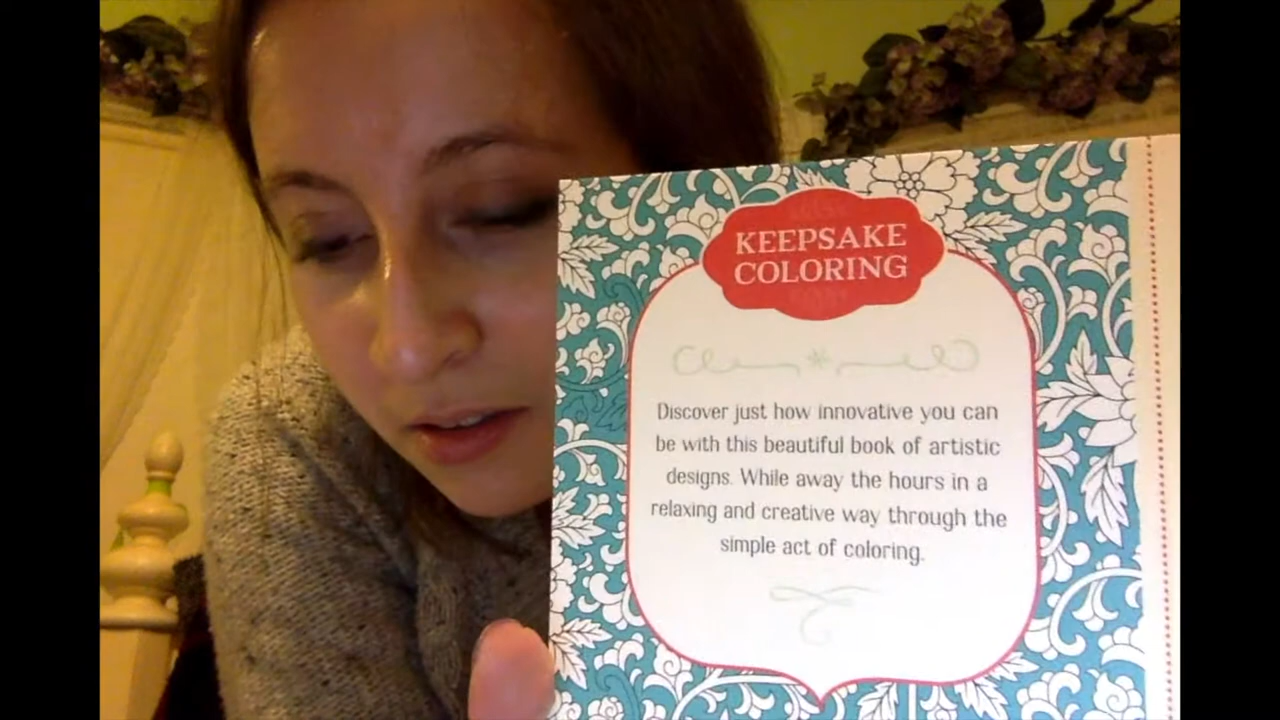 KEEPSAKE
COLORING
Discover just how innovative you can
be with this beautiful book of artistic
designs. While away the hours in a
relaxing and creative way through the
simple act of coloring.